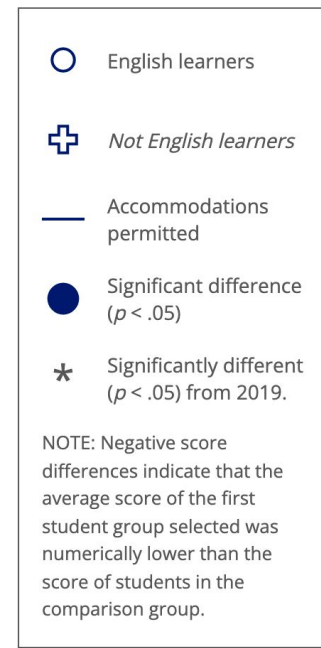 English learners
Not English learners
Accommodations
permitted
Significant difference
(p < .05)
* Significantly different
(p < .05) from 2019.
NOTE: Negative score
differences indicate that the
average score of the first
student group selected was
numerically lower than the
score of students in the
comparison group.